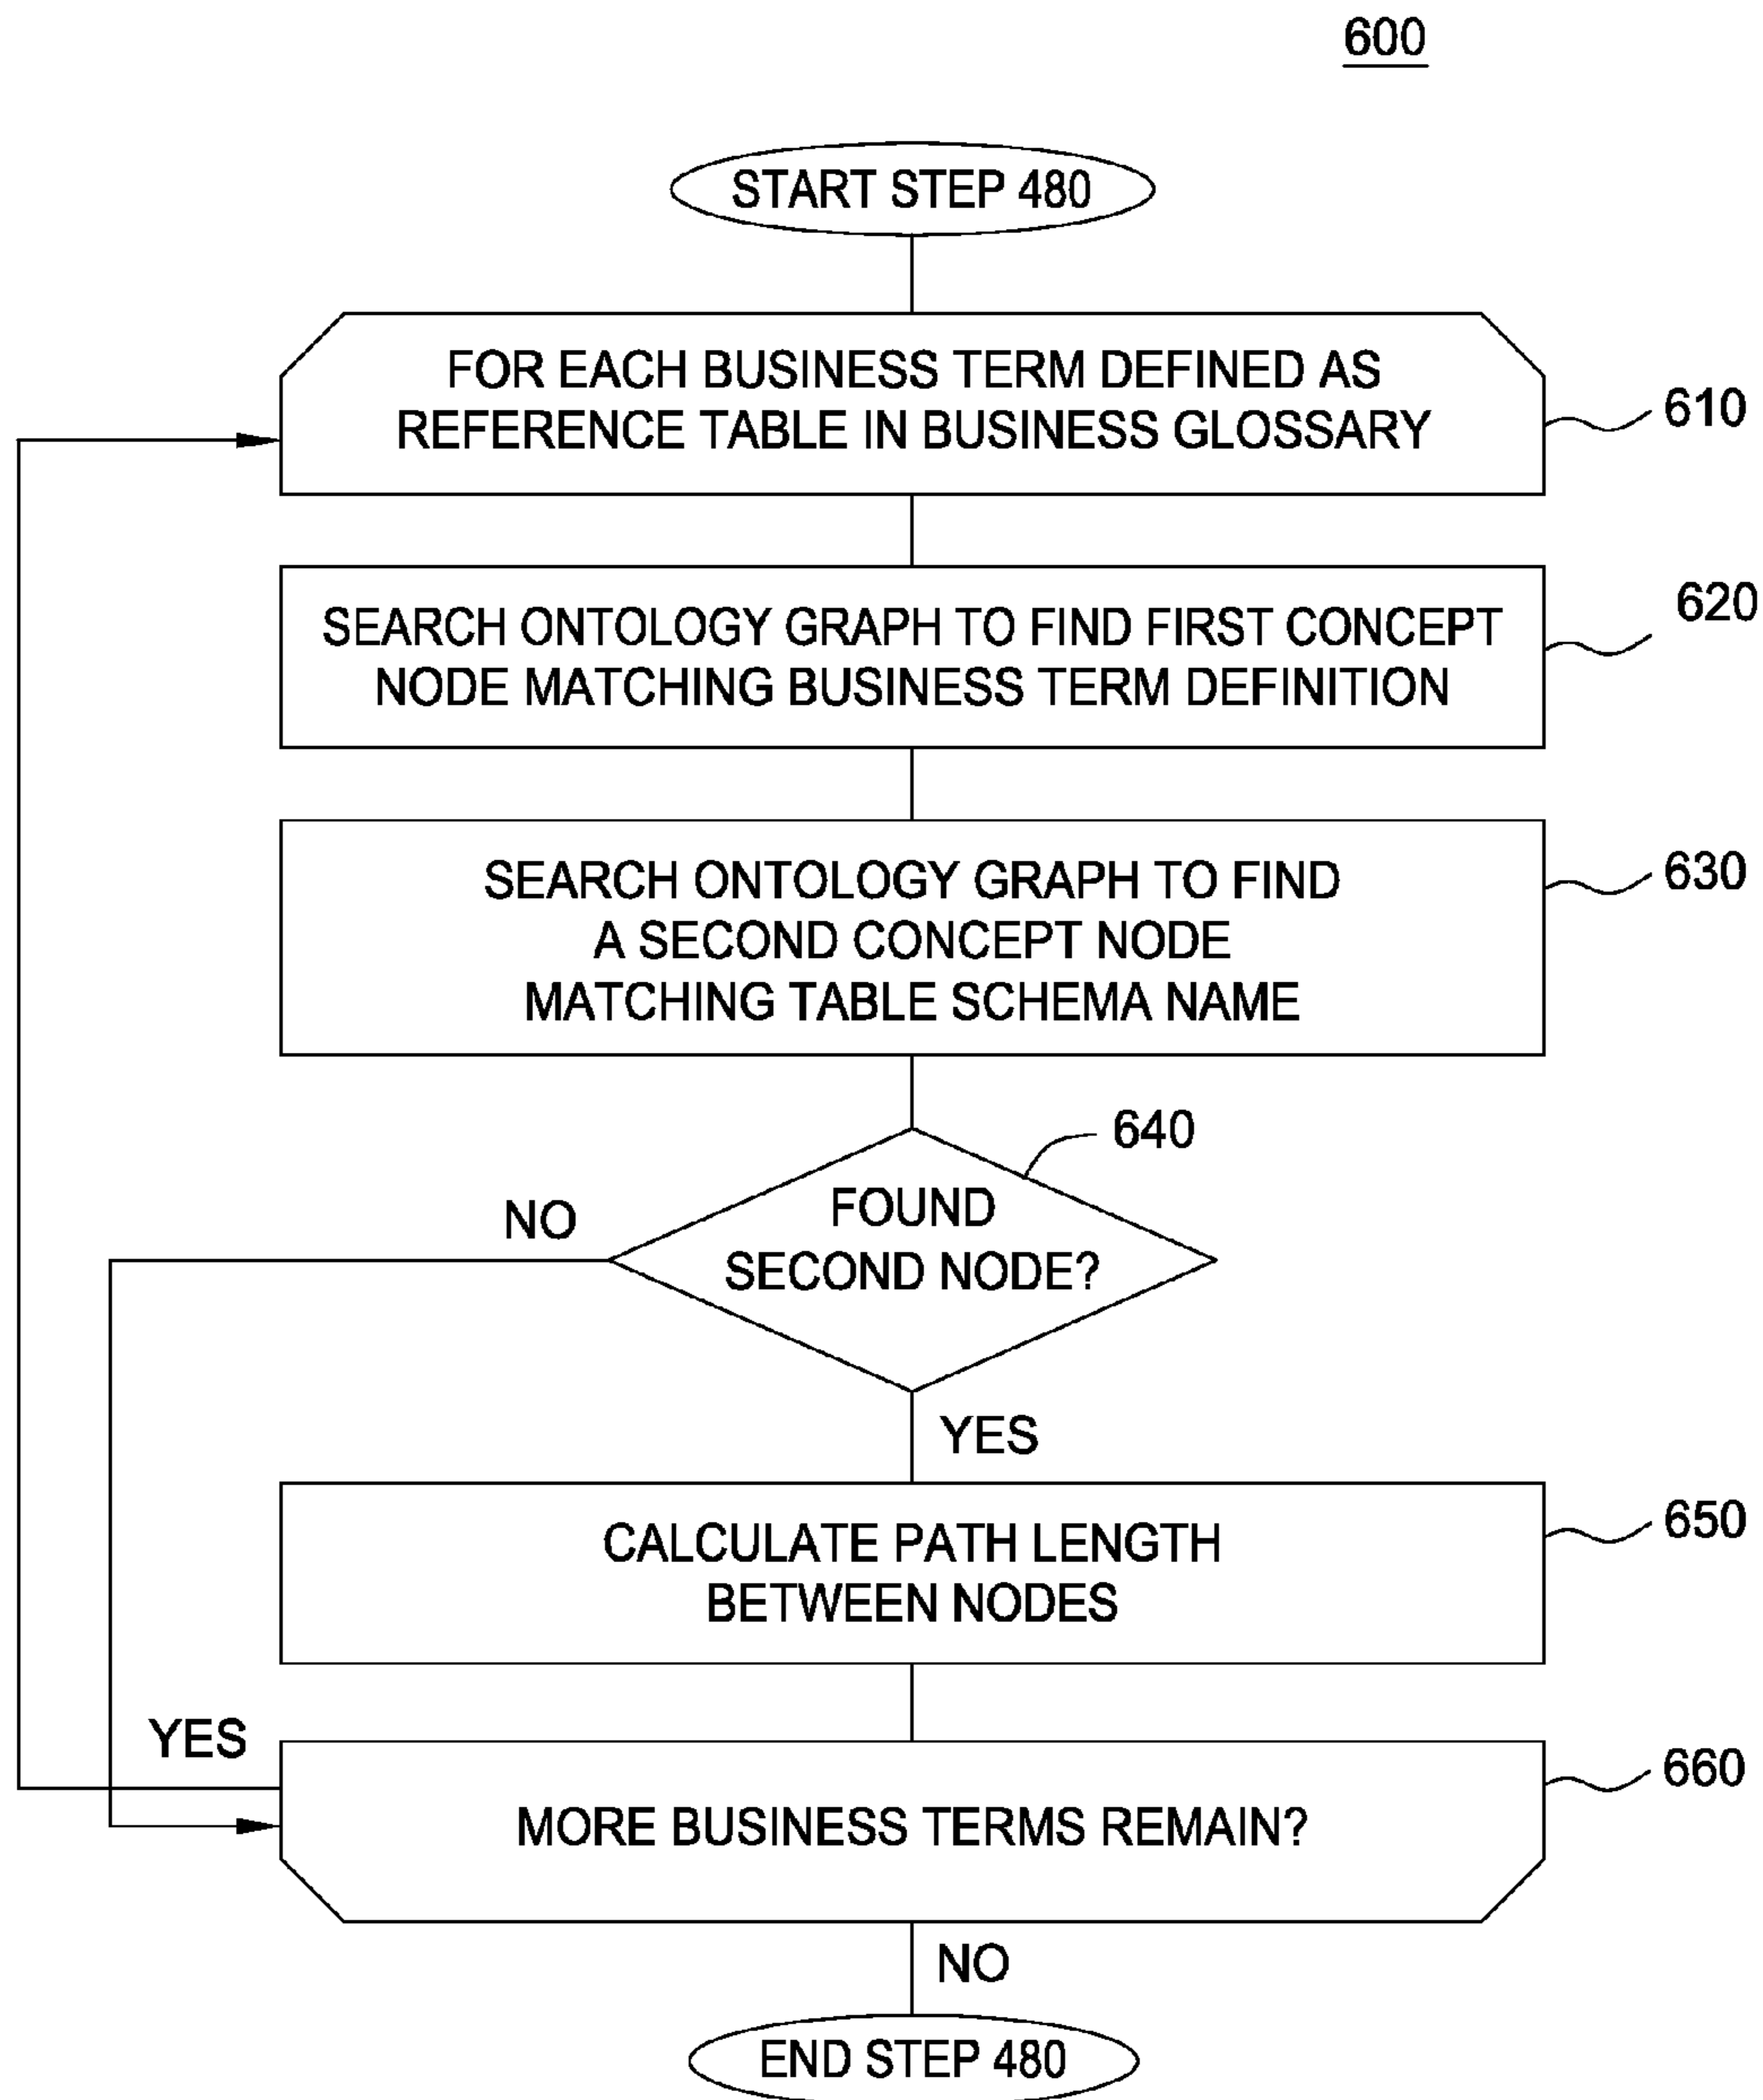 600
START STEP 480
FOR EACH BUSINESS TERM DEFINED AS
REFERENCE TABLE IN BUSINESS GLOSSARY
610
SEARCH ONTOLOGY GRAPH TO FIND FIRST CONCEPT
NODE MATCHING BUSINESS TERM DEFINITION
620
SEARCH ONTOLOGY GRAPH TO FIND
A SECOND CONCEPT NODE
MATCHING TABLE SCHEMA NAME
630
640
NO
FOUND
SECOND NODE?
YES
CALCULATE PATH LENGTH
BETWEEN NODES
650
YES
MORE BUSINESS TERMS REMAIN?
660
NO
END STEP 480